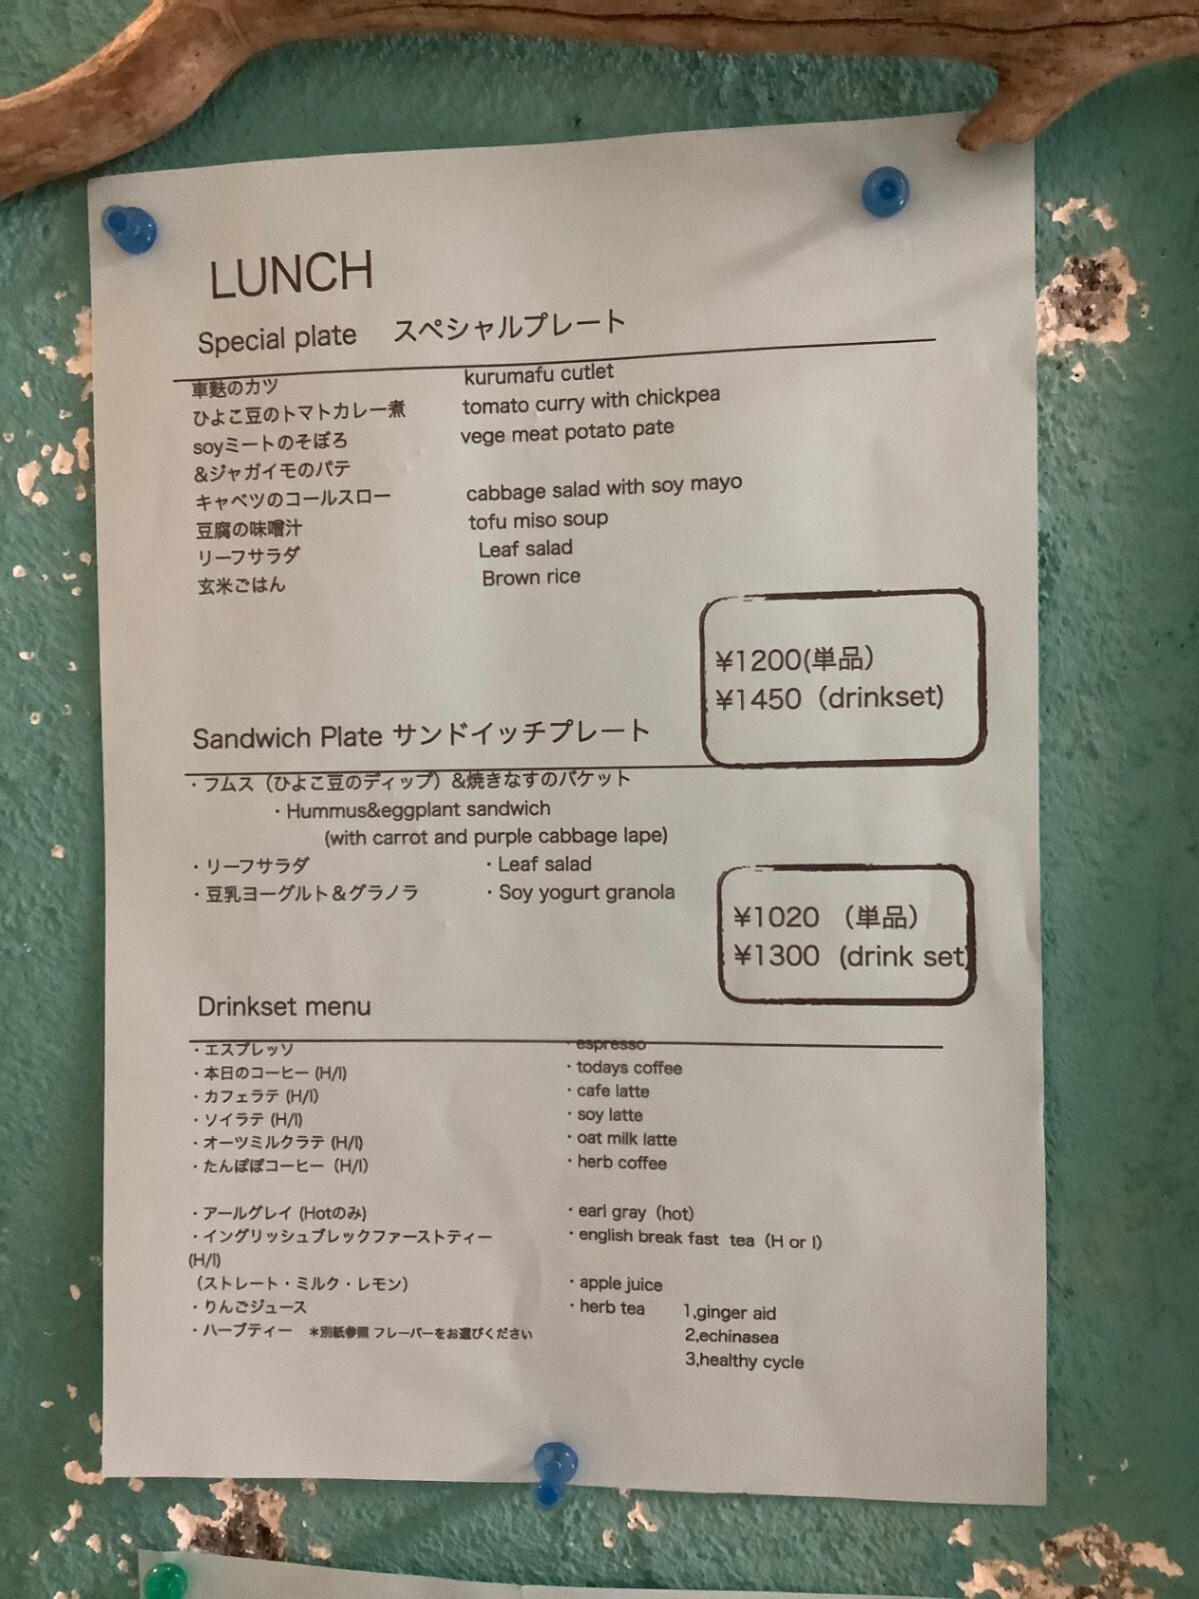 LUNCH
Special plate スペシャルプレート
車麩のカツ kurumafu cutlet
ひよこ豆のトマトカレー煮 tomato curry with chickpea
soyミートのそぼろ vege meat potato pate
&ジャガイモのパテ
キャベツのコールスロー cabbage salad with soy mayo
豆腐の味噌汁 tofu miso soup
リーフサラダ Leaf salad
玄米ごはん Brown rice
¥1200(単品）
¥1450（drinkset)
Sandwich Plate サンドイッチプレート
・フムス（ひよこ豆のディップ）&焼きなすのバケット
・Hummus&eggplant sandwich
(with carrot and purple cabbage lape)
・リーフサラダ ・Leaf salad
・豆乳ヨーグルト＆グラノラ ・Soy yogurt granola
¥1020 （単品）
¥1300 (drink set)
Drinkset menu
・エスプレッソ ・espresso
・本日のコーヒー (H/I) ・todays coffee
・カフェラテ (H/I) ・cafe latte
・ソイラテ (H/I) ・soy latte
・オーツミルクラテ (H/I) ・oat milk latte
・たんぽぽコーヒー（H/I） ・herb coffee
・アールグレイ (Hotのみ) ・earl gray（hot）
・イングリッシュブレックファーストティー ・english break fast tea（H or I）
(H/I)
（ストレート・ミルク・レモン） ・apple juice
・りんごジュース ・herb tea 1,ginger aid
・ハーブティー ＊別紙参照 フレーバーをお選びください 2,echinasea
3,healthy cycle